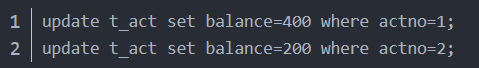 1 update t_act set balance=400 where actno=1;
2 update t_act set balance=200 where actno=2;